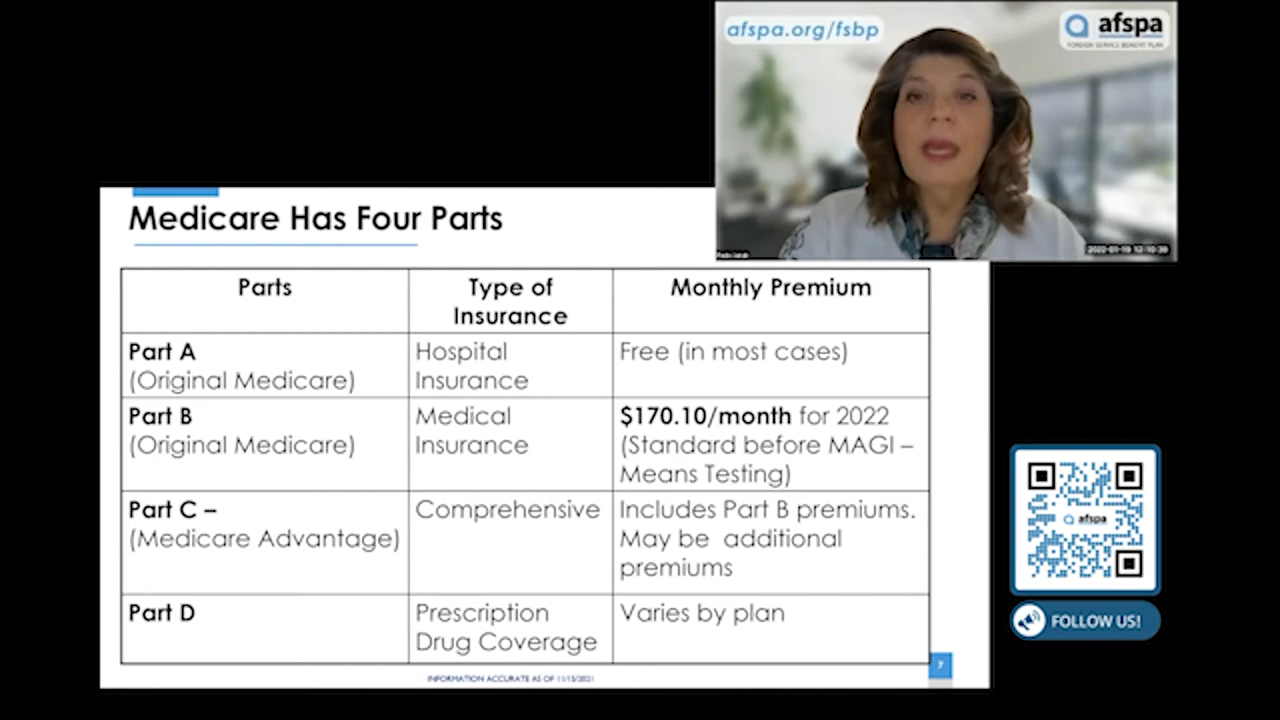 afspa.org/fsbp
afspa
FOREIGN SERVICE BENEFIT PLAN
Medicare Has Four Parts
Parts
Type of
Insurance
Monthly Premium
Part A
(Original Medicare)
Hospital
Insurance
Free (in most cases)
Part B
(Original Medicare)
Medical
Insurance
$170.10/month for 2022
(Standard before MAGI –
Means Testing)
Part C –
(Medicare Advantage)
Comprehensive
Includes Part B premiums.
May be additional
premiums
Part D
Prescription
Drug Coverage
Varies by plan
7
INFORMATION ACCURATE AS OF 11/15/2021
afspa
FOLLOW US!